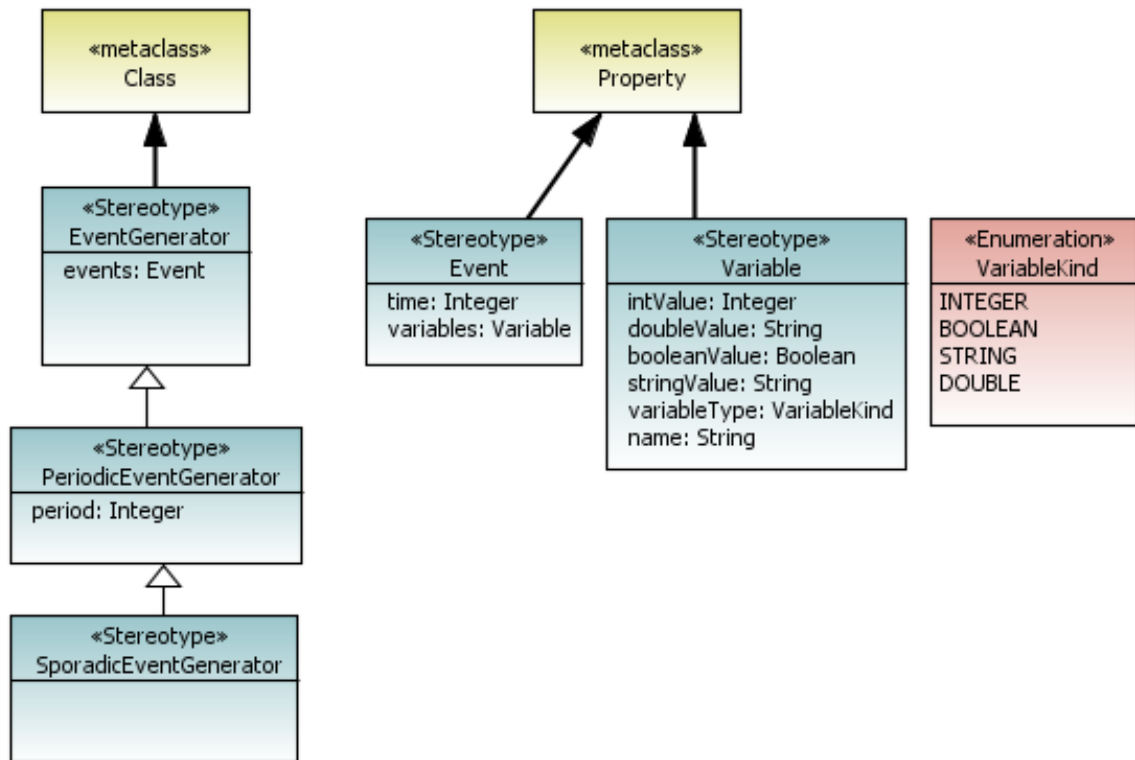 «metaclass»
Class
«metaclass»
Property
«Stereotype»
EventGenerator
events: Event
«Stereotype»
Event
time: Integer
variables: Variable
«Stereotype»
Variable
intValue: Integer
doubleValue: String
booleanValue: Boolean
stringValue: String
variableType: VariableKind
name: String
«Enumeration»
VariableKind
INTEGER
BOOLEAN
STRING
DOUBLE
«Stereotype»
PeriodicEventGenerator
period: Integer
«Stereotype»
SporadicEventGenerator